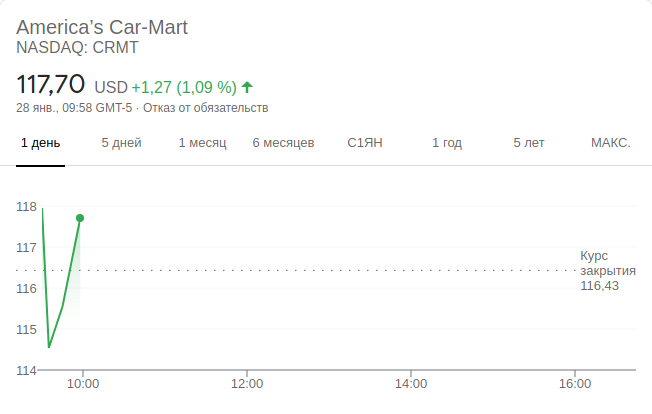 America’s Car-Mart
NASDAQ: CRMT
117,70 USD +1,27 (1,09 %)
28 янв., 09:58 GMT-5 · Отказ от обязательств
1 день 5 дней 1 месяц 6 месяцев С1ЯН 1 год 5 лет МАКС.
118
117
116
115
114
Курс
закрытия
116,43
10:00 12:00 14:00 16:00